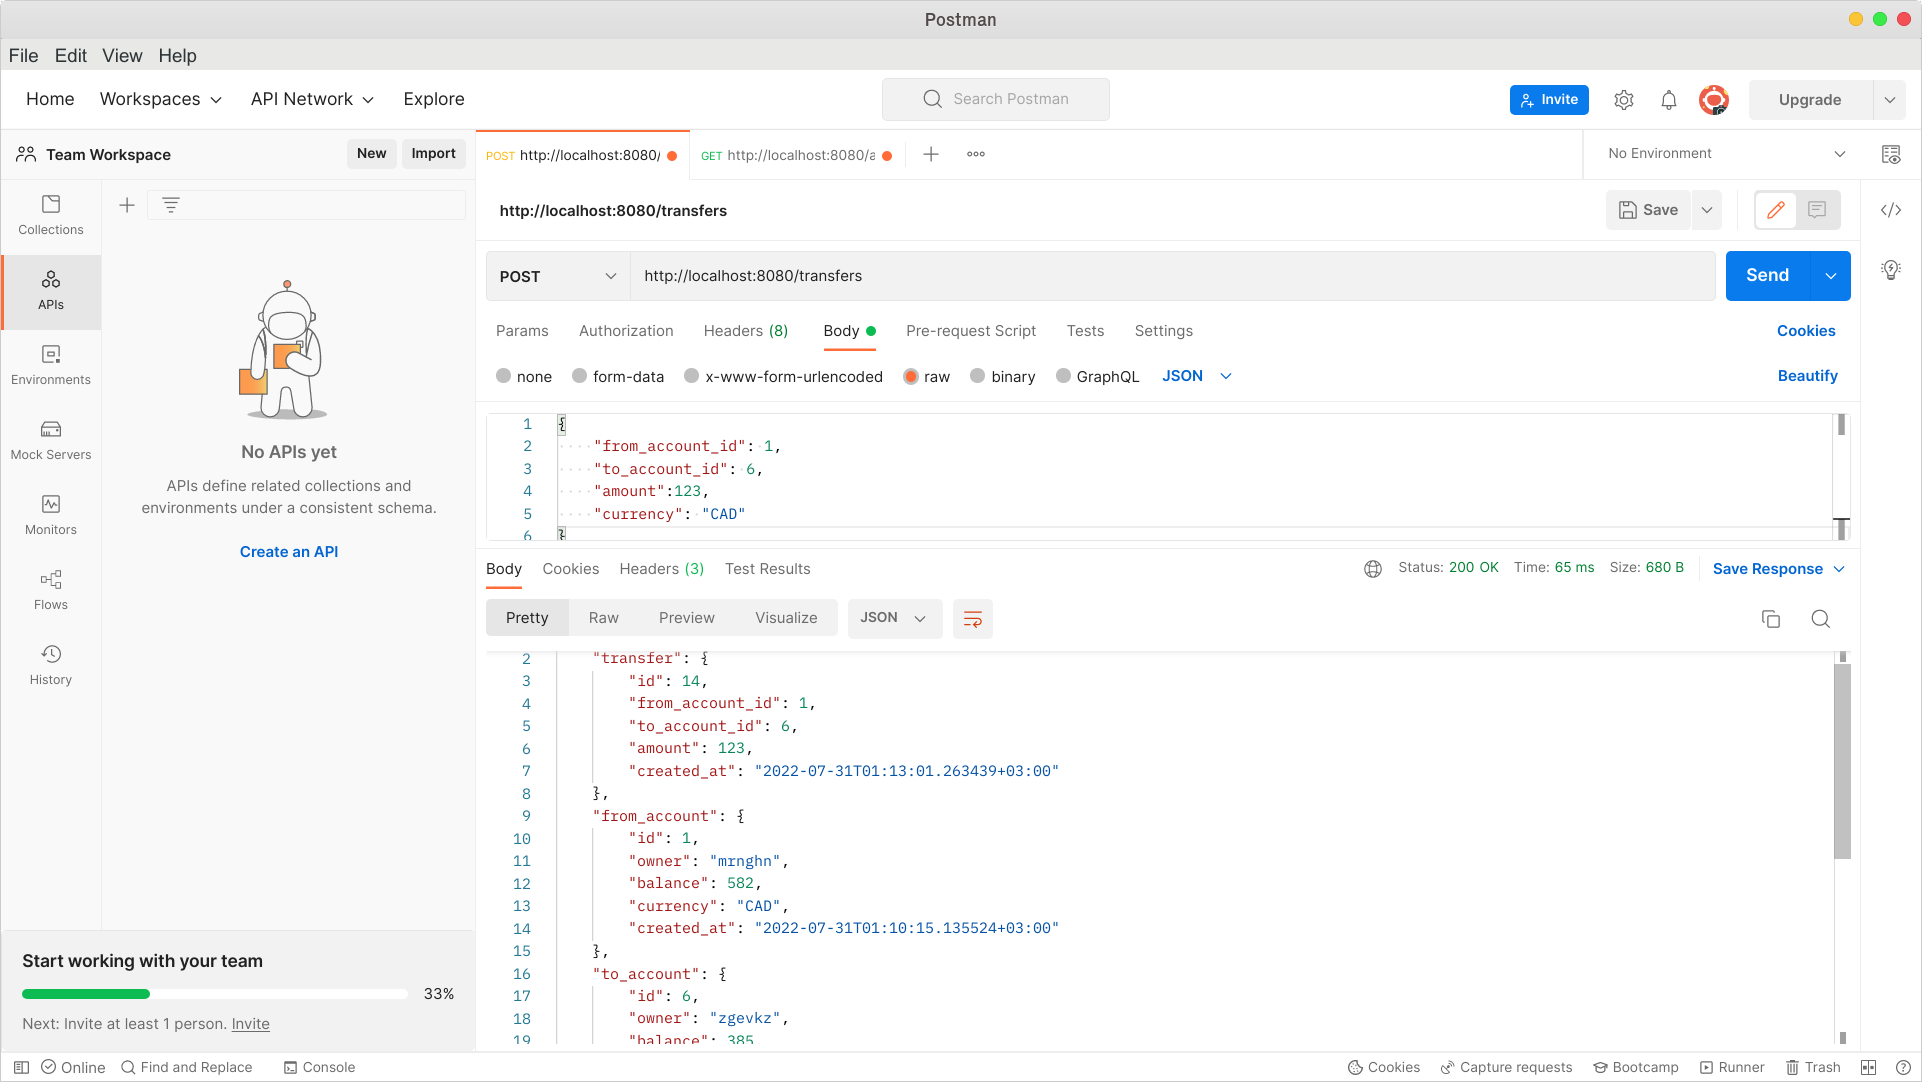 Postman
File Edit View Help
Home Workspaces API Network Explore Search Postman Invite Upgrade
Team Workspace New Import POST http://localhost:8080/ GET http://localhost:8080/a No Environment
http://localhost:8080/transfers Save
Collections
APIs
Environments
Mock Servers
Monitors
Flows
History
No APIs yet
APIs define related collections and
environments under a consistent schema.
Create an API
Start working with your team
33%
Next: Invite at least 1 person. Invite
POST http://localhost:8080/transfers Send
Params Authorization Headers (8) Body Pre-request Script Tests Settings Cookies
none form-data x-www-form-urlencoded raw binary GraphQL JSON Beautify
1 {
2 "from_account_id": 1,
3 "to_account_id": 6,
4 "amount":123,
5 "currency": "CAD"
6 }
Body Cookies Headers (3) Test Results Status: 200 OK Time: 65 ms Size: 680 B Save Response
Pretty Raw Preview Visualize JSON
2 "transfer": {
3 "id": 14,
4 "from_account_id": 1,
5 "to_account_id": 6,
6 "amount": 123,
7 "created_at": "2022-07-31T01:13:01.263439+03:00"
8 },
9 "from_account": {
10 "id": 1,
11 "owner": "mrnghn",
12 "balance": 582,
13 "currency": "CAD",
14 "created_at": "2022-07-31T01:10:15.135524+03:00"
15 },
16 "to_account": {
17 "id": 6,
18 "owner": "zgevkz",
19 "balance": 385
Online Find and Replace Console Cookies Capture requests Bootcamp Runner Trash